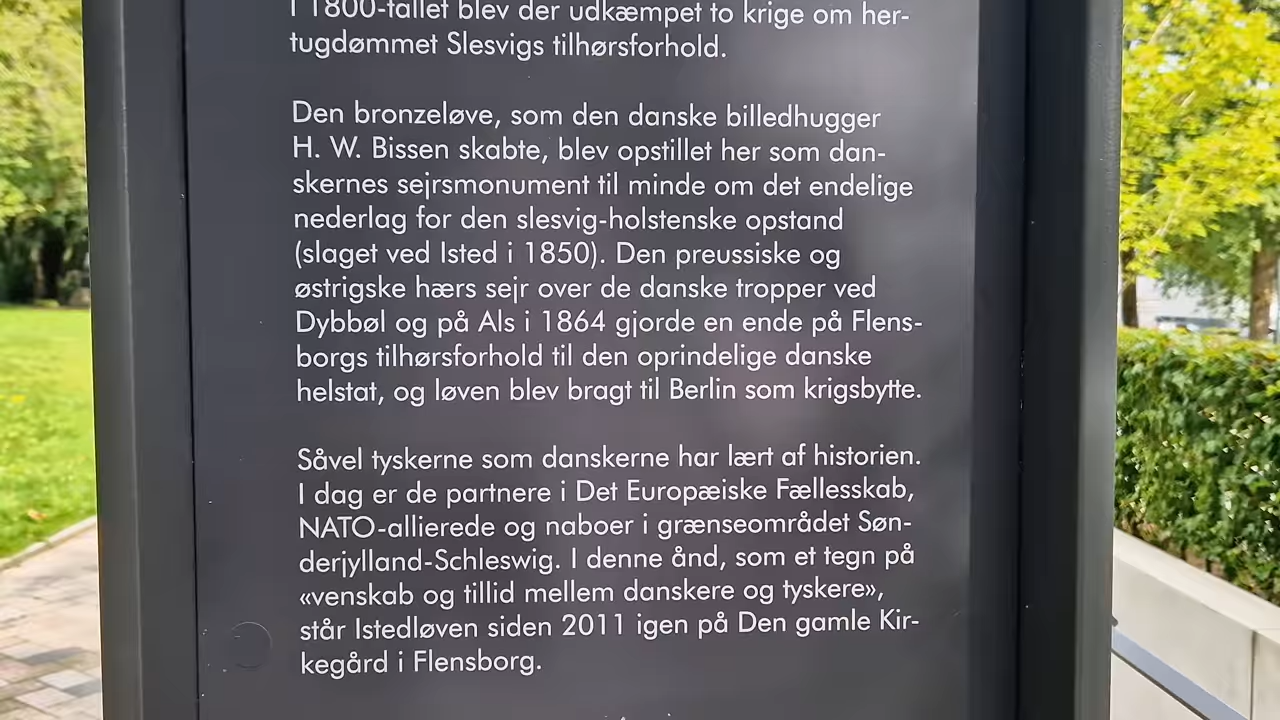 I 1800-tallet blev der udkæmpet to krige om her-
tugdømmet Slesvigs tilhørsforhold.
Den bronzeløve, som den danske billedhugger
H. W. Bissen skabte, blev opstillet her som dan-
skernes sejrsmonument til minde om det endelige
nederlag for den slesvig-holstenske opstand
(slaget ved Isted i 1850). Den preussiske og
østrigske hærs sejr over de danske tropper ved
Dybbøl og på Als i 1864 gjorde en ende på Flens-
borgs tilhørsforhold til den oprindelige danske
helstat, og løven blev bragt til Berlin som krigsbytte.
Såvel tyskerne som danskerne har lært af historien.
I dag er de partnere i Det Europæiske Fællesskab,
NATO-allierede og naboer i grænseområdet Søn-
derjylland-Schleswig. I denne ånd, som et tegn på
«venskab og tillid mellem danskere og tyskere»,
står Istedløven siden 2011 igen på Den gamle Kir-
kegård i Flensborg.